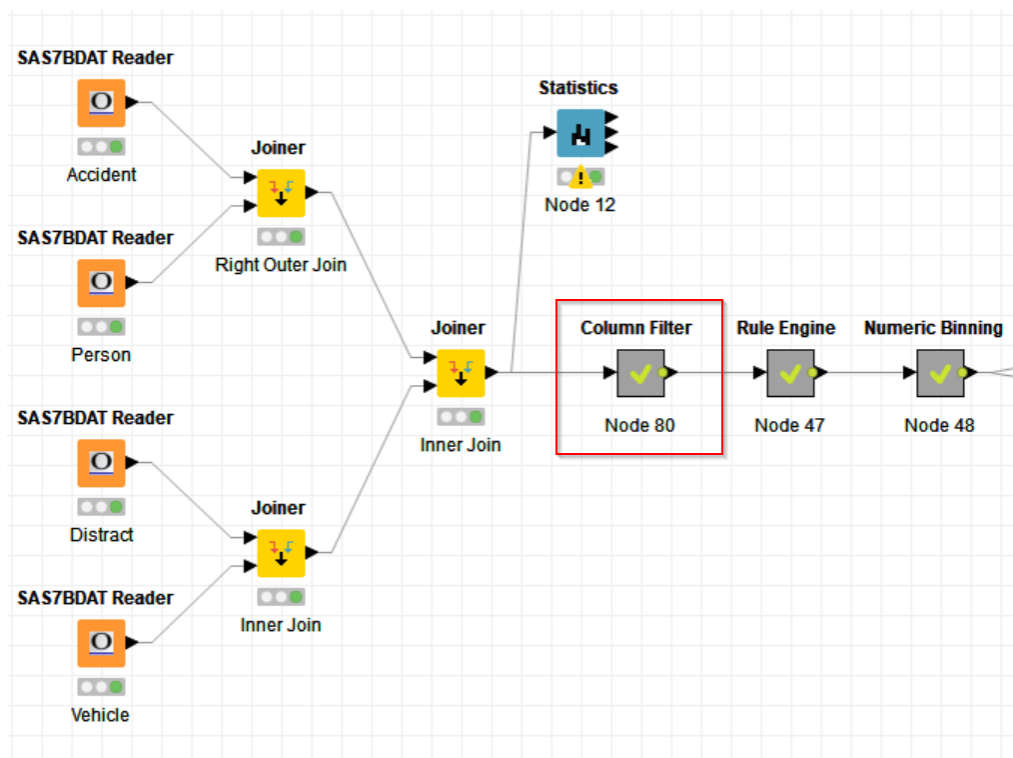 SAS7BDAT Reader
Accident
SAS7BDAT Reader
Person
Joiner
Right Outer Join
SAS7BDAT Reader
Distract
SAS7BDAT Reader
Vehicle
Joiner
Inner Join
Joiner
Inner Join
Statistics
Node 12
Column Filter
Node 80
Rule Engine
Node 47
Numeric Binning
Node 48